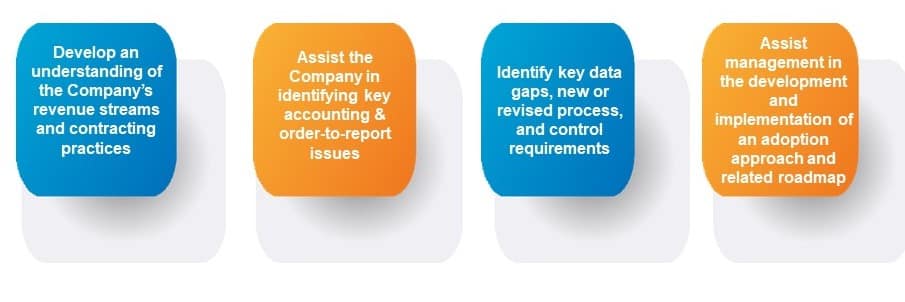 Develop an
understanding of
the Company's
revenue streams
and contracting
practices
Assist the
Company in
identifying key
accounting &
order-to-report
issues
Identify key data
gaps, new or
revised process,
and control
requirements
Assist
management in
the development
and
implementation of
an adoption
approach and
related roadmap